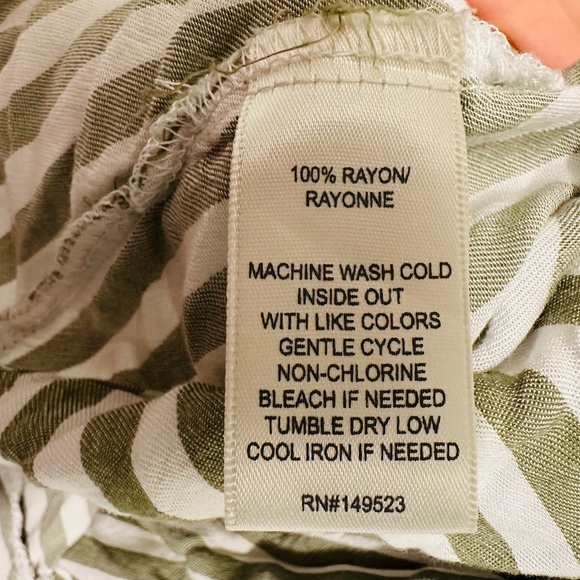 100% RAYON/
RAYONNE
MACHINE WASH COLD
INSIDE OUT
WITH LIKE COLORS
GENTLE CYCLE
NON-CHLORINE
BLEACH IF NEEDED
TUMBLE DRY LOW
COOL IRON IF NEEDED
RN#149523